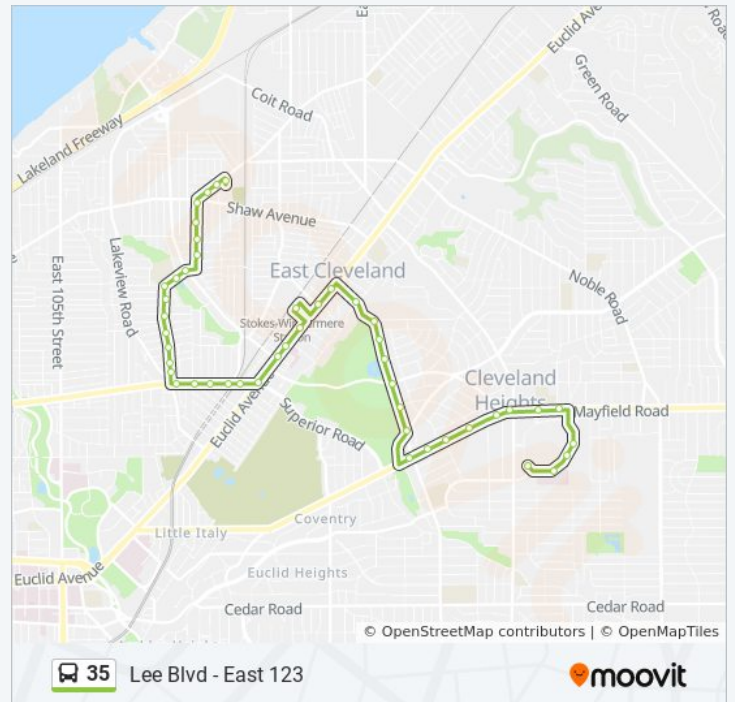 Euclid Ave
Road
Green Road
Coit Road
Lakeland Freeway
Shaw Avenue
Lakeview Road
East 105th Street
East Cleveland
Noble Road
Stokes-Windermere
Station
Cleveland
Heights
Mayfield Road
Euclid Avenue
Superior Road
Little Italy
Coventry
Euclid Avenue
Euclid Heights
Cedar Road
Cedar Road
© OpenStreetMap contributors | © OpenMapTiles
35 Lee Blvd - East 123
moovit